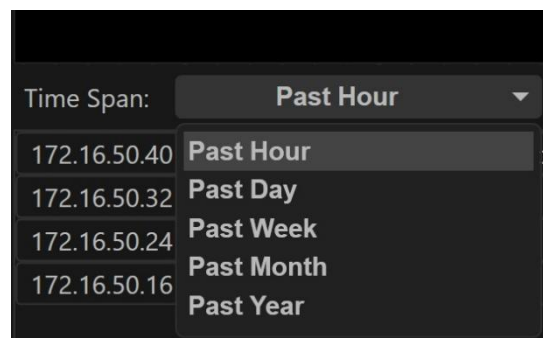 Time Span: Past Hour
172.16.50.40 Past Hour
172.16.50.32 Past Day
172.16.50.24 Past Week
Past Month
172.16.50.16
Past Year